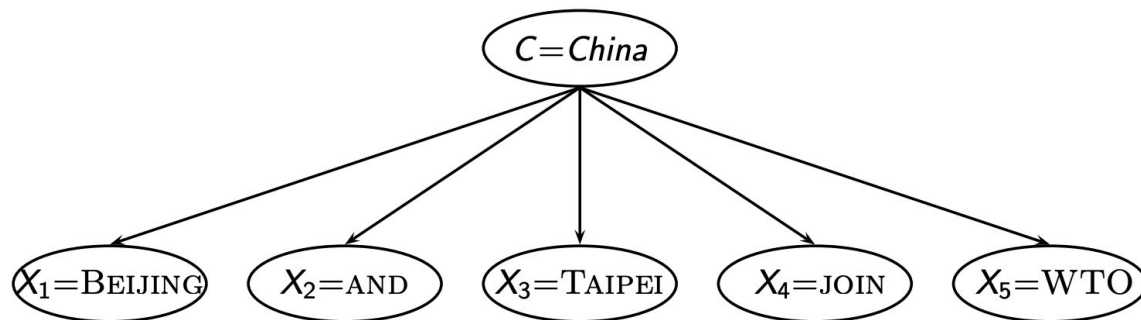 C=China
X₁=BEIJING X₂=AND X₃=TAIPEI X₄=JOIN X₅=WTO